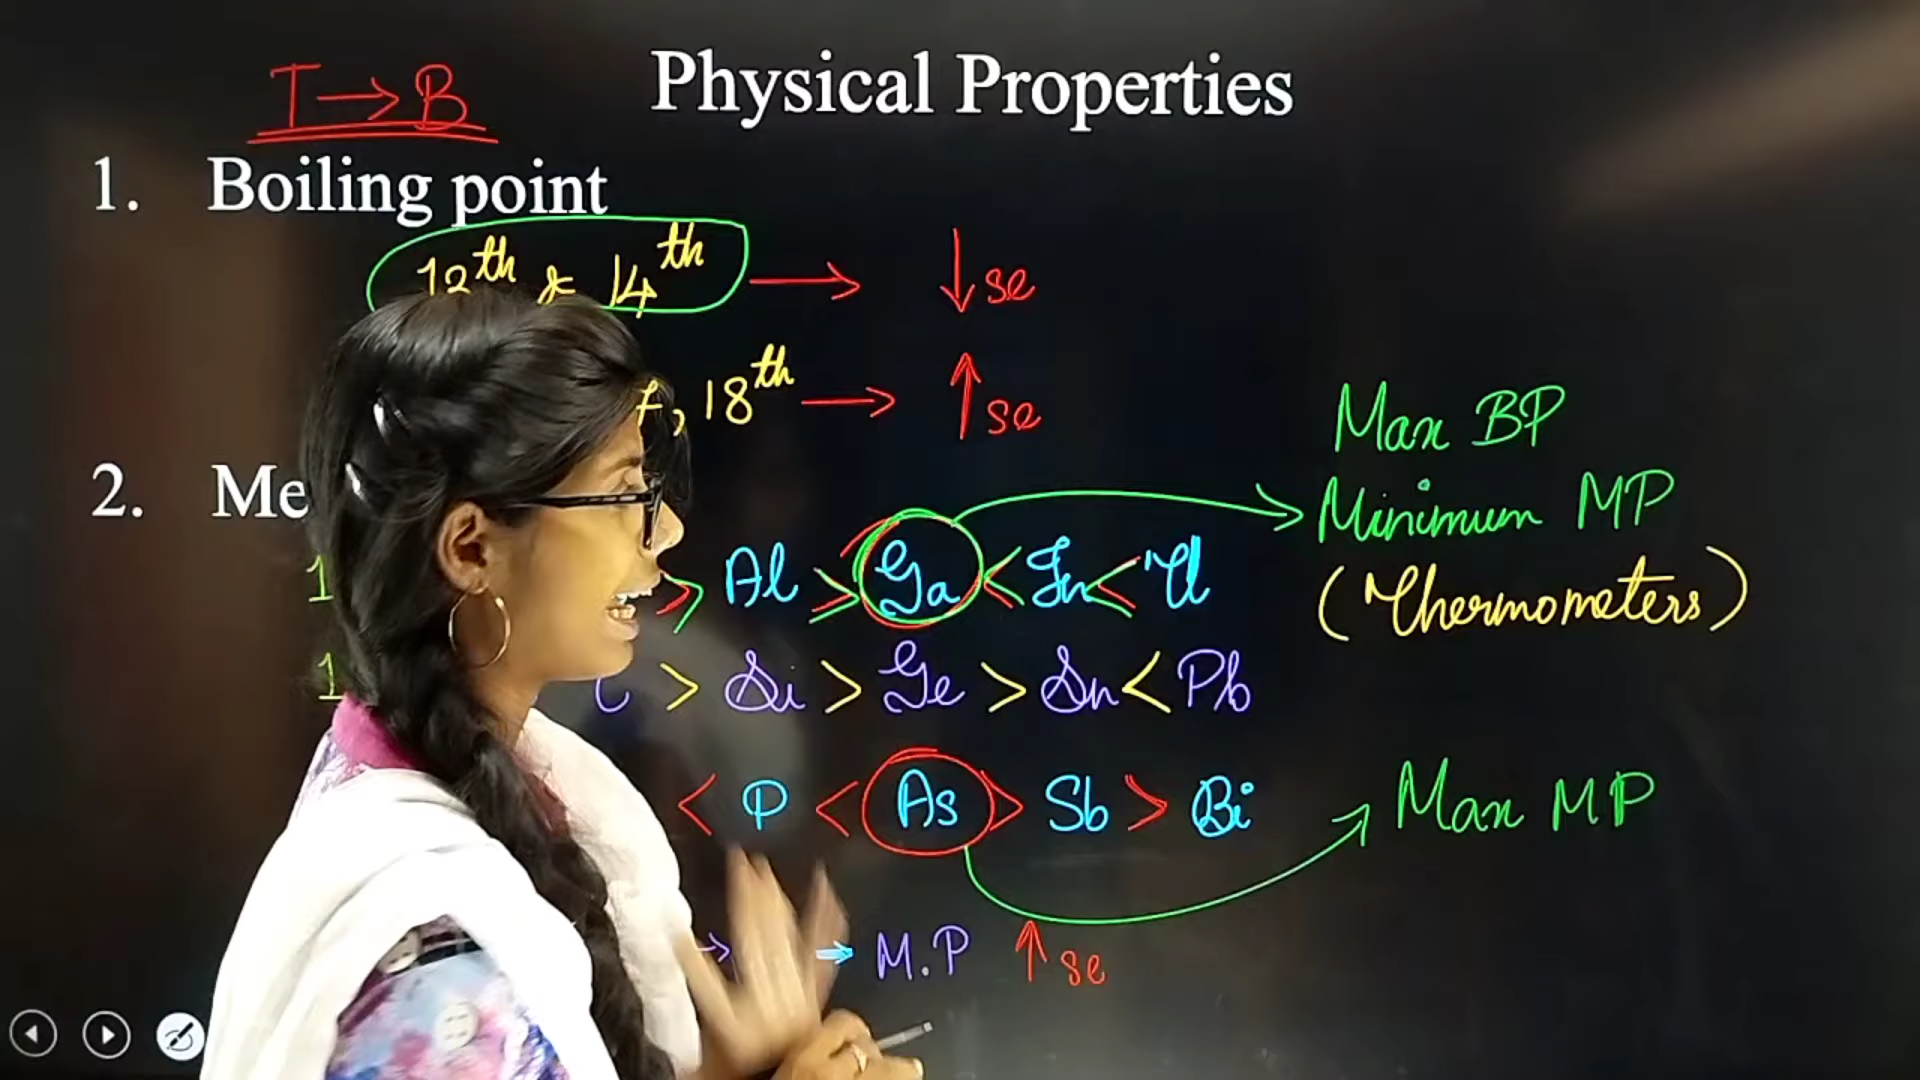 T → B
Physical Properties
1. Boiling point
12th & 14th → ↓ se
, 18th → ↑ se
Max BP
2. Me
Minimum MP
> Al > Ga < In < Tl
(Thermometers)
C > Si > Ge > Sn < Pb
< P < As > Sb > Bi
Max MP
→ → M.P ↑ se